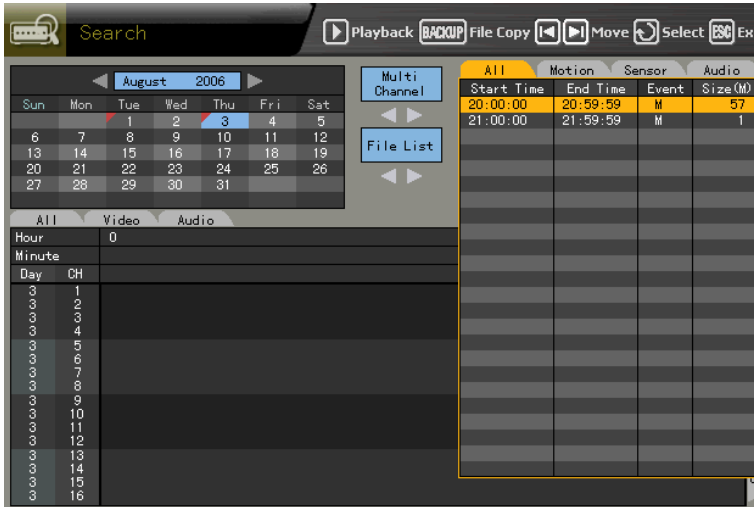 Search
Playback BACKUP File Copy Move Select ESC Ex
August 2006
Sun Mon Tue Wed Thu Fri Sat
1 2 3 4 5
6 7 8 9 10 11 12
13 14 15 16 17 18 19
20 21 22 23 24 25 26
27 28 29 30 31
Multi
Channel
File List
All Motion Sensor Audio
Start Time End Time Event Size(M)
20:00:00 20:59:59 M 57
21:00:00 21:59:59 M 1
All Video Audio
Hour 0
Minute
Day CH
3 1
3 2
3 3
3 4
3 5
3 6
3 7
3 8
3 9
3 10
3 11
3 12
3 13
3 14
3 15
3 16